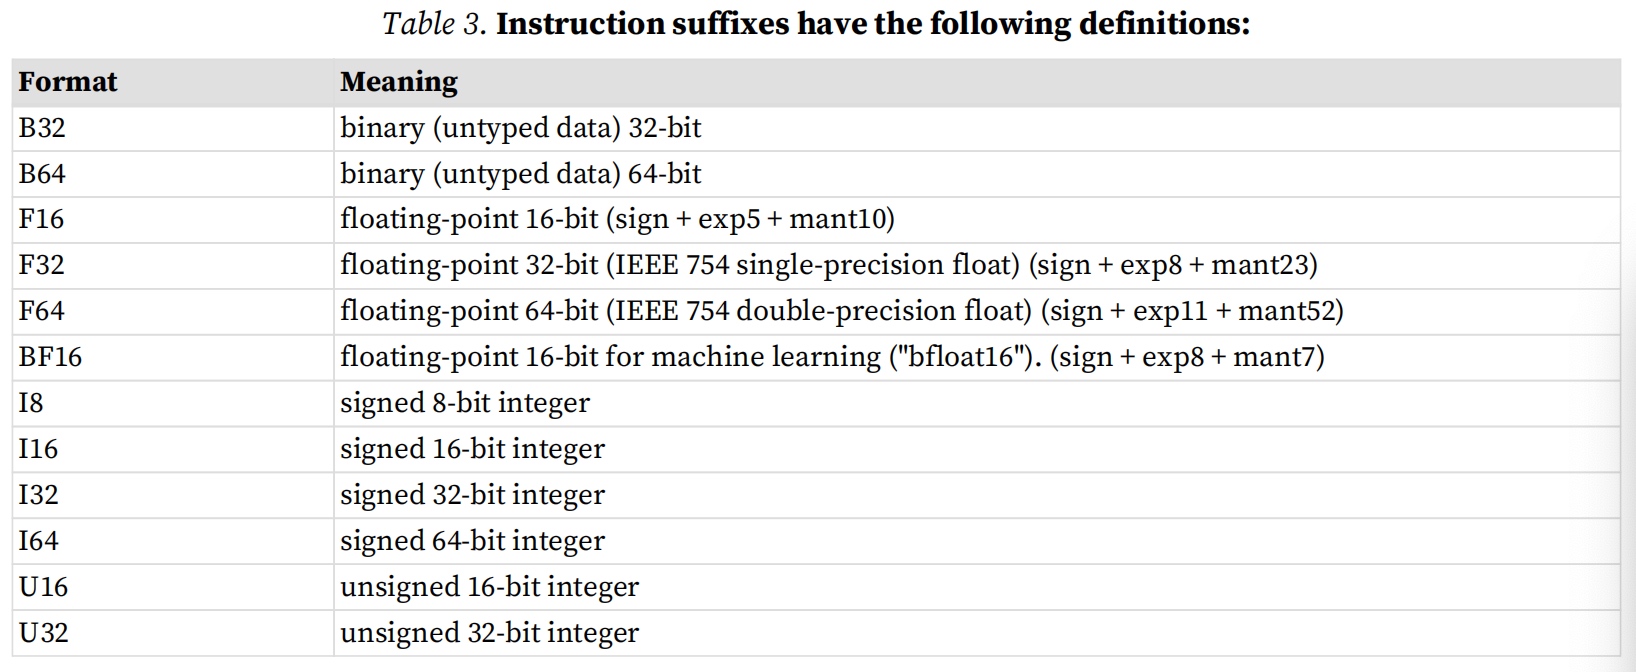 Table 3. Instruction suffixes have the following definitions:
Format Meaning
B32 binary (untyped data) 32-bit
B64 binary (untyped data) 64-bit
F16 floating-point 16-bit (sign + exp5 + mant10)
F32 floating-point 32-bit (IEEE 754 single-precision float) (sign + exp8 + mant23)
F64 floating-point 64-bit (IEEE 754 double-precision float) (sign + exp11 + mant52)
BF16 floating-point 16-bit for machine learning ("bfloat16"). (sign + exp8 + mant7)
I8 signed 8-bit integer
I16 signed 16-bit integer
I32 signed 32-bit integer
I64 signed 64-bit integer
U16 unsigned 16-bit integer
U32 unsigned 32-bit integer